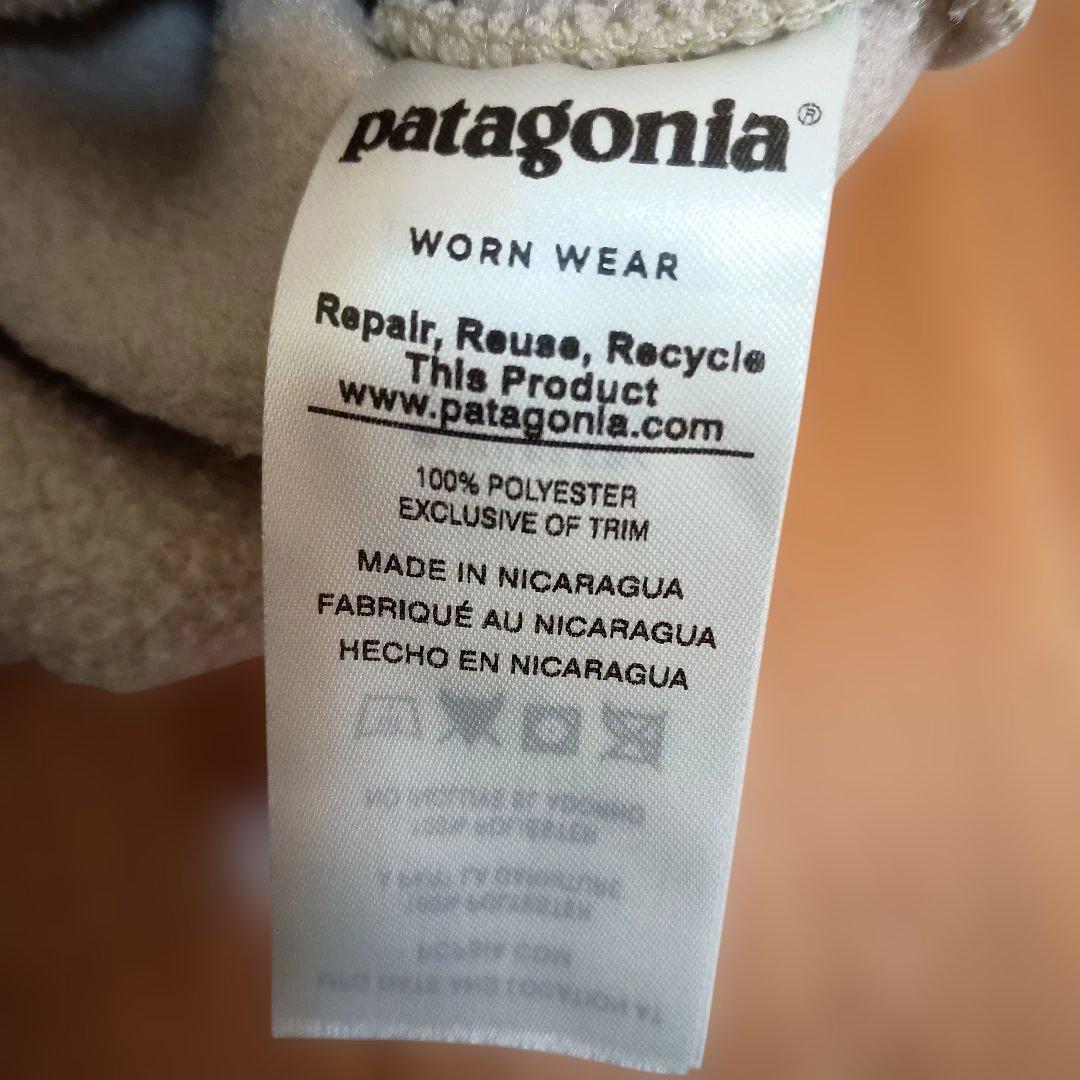 patagonia®
WORN WEAR
Repair, Reuse, Recycle
This Product
www.patagonia.com
100% POLYESTER
EXCLUSIVE OF TRIM
MADE IN NICARAGUA
FABRIQUÉ AU NICARAGUA
HECHO EN NICARAGUA